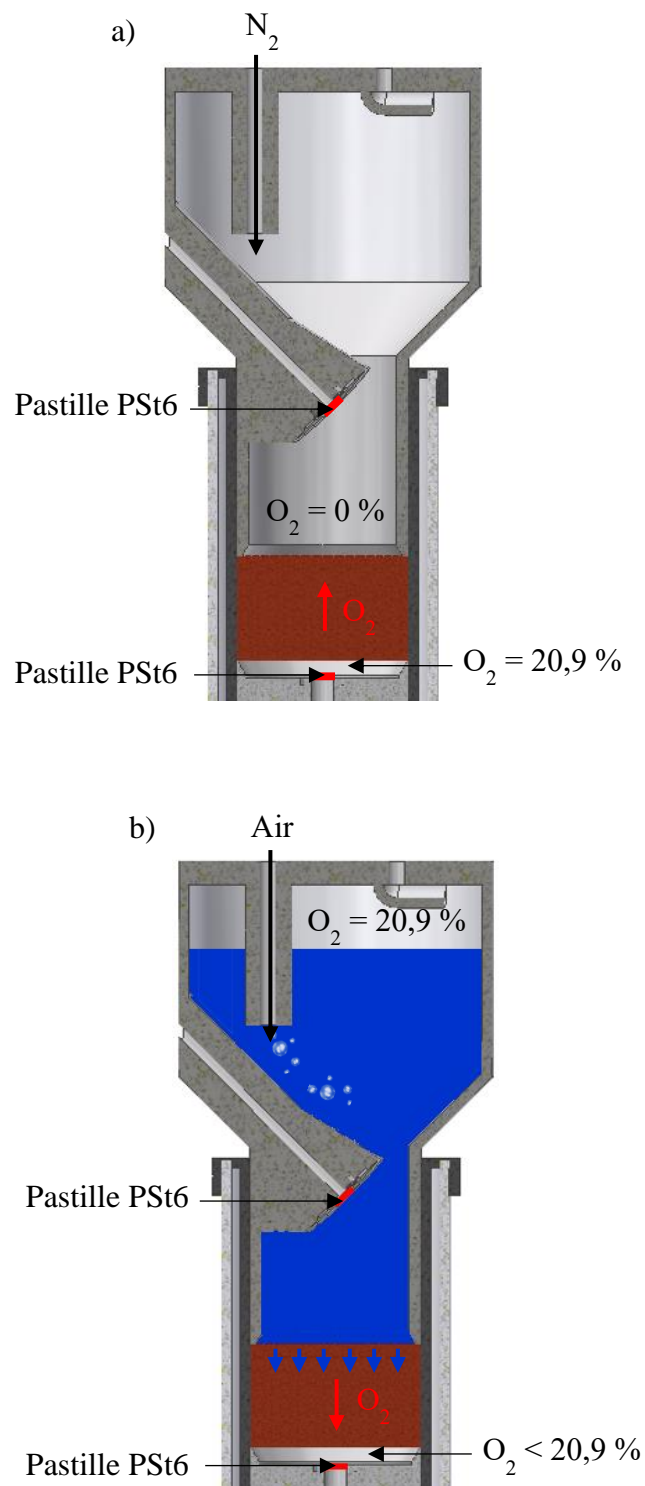 a)
N2
Pastille PSt6
O2 = 0 %
O2
Pastille PSt6
O2 = 20,9 %
b)
Air
O2 = 20,9 %
Pastille PSt6
O2
O2 < 20,9 %
Pastille PSt6